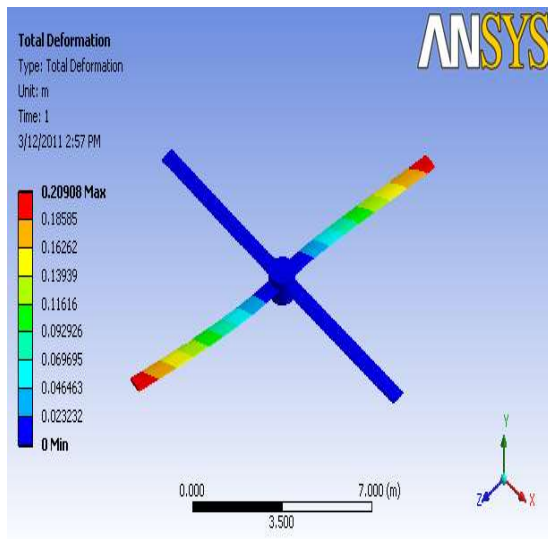 ANSYS
Total Deformation
Type: Total Deformation
Unit: m
Time: 1
3/12/2011 2:57 PM
0.20908 Max
0.18585
0.16262
0.13939
0.11616
0.092926
0.069695
0.046463
0.023232
0 Min
0.000 7.000 (m)
3.500
Y
Z X